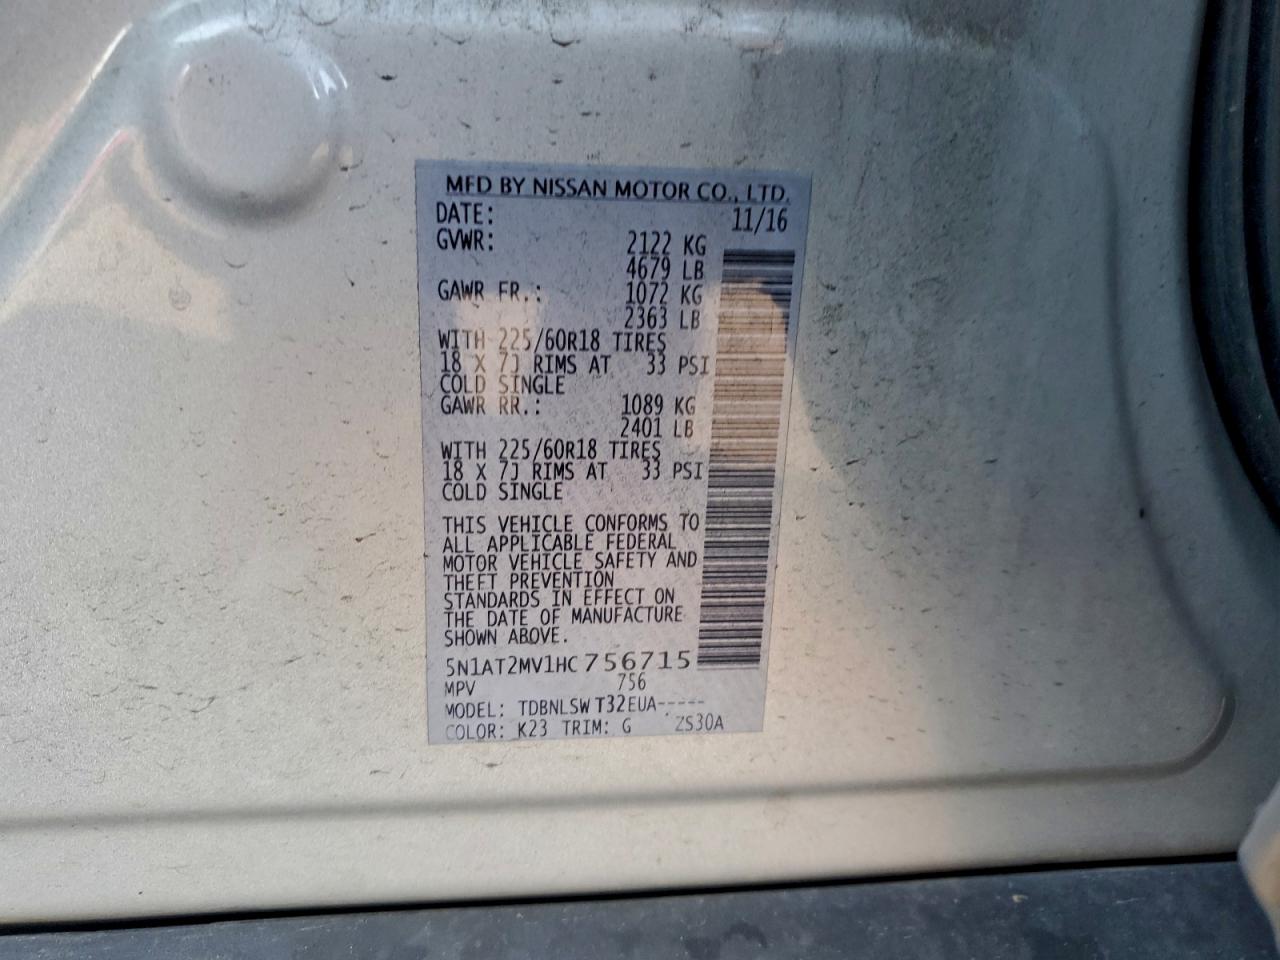 MFD BY NISSAN MOTOR CO., LTD.
DATE: 11/16
GVWR: 2122 KG
4679 LB
GAWR FR.: 1072 KG
2363 LB
WITH 225/60R18 TIRES
18 X 7J RIMS AT 33 PSI
COLD SINGLE
GAWR RR.: 1089 KG
2401 LB
WITH 225/60R18 TIRES
18 X 7J RIMS AT 33 PSI
COLD SINGLE
THIS VEHICLE CONFORMS TO
ALL APPLICABLE FEDERAL
MOTOR VEHICLE SAFETY AND
THEFT PREVENTION
STANDARDS IN EFFECT ON
THE DATE OF MANUFACTURE
SHOWN ABOVE.
5N1AT2MV1HC756715
MPV 756
MODEL: TDBNLSW T32EUA-----
COLOR: K23 TRIM: G ZS30A